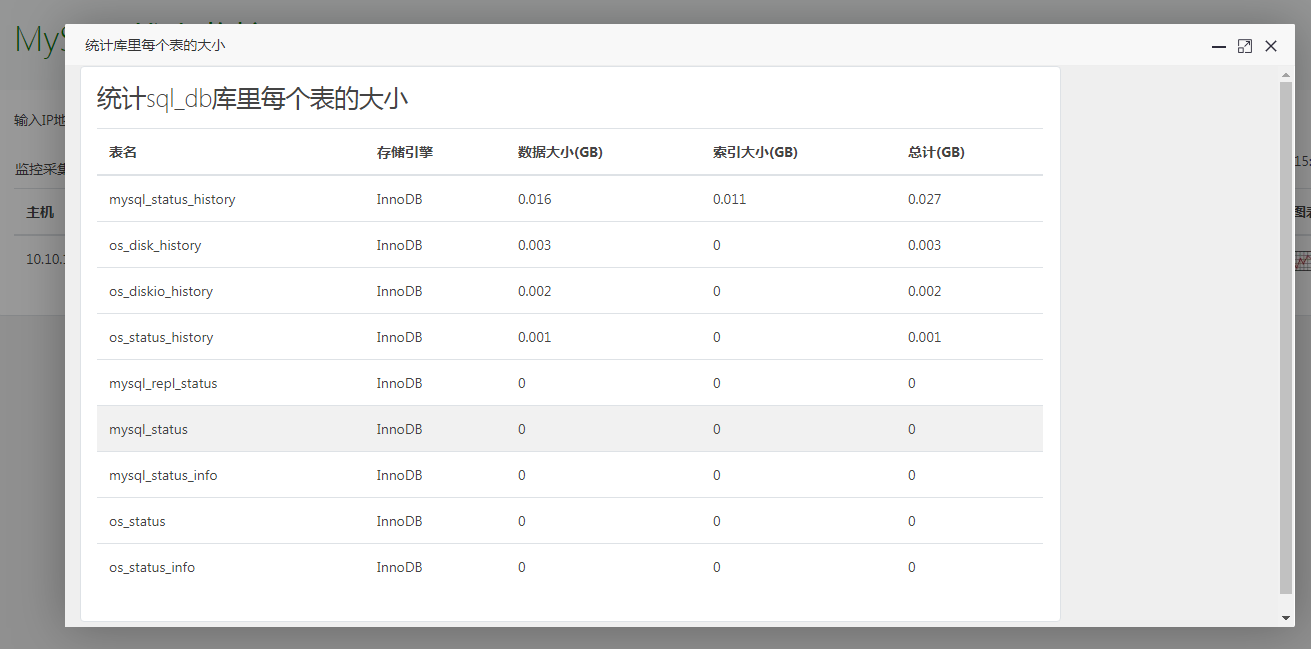 MyS
统计库里每个表的大小
统计sql_db库里每个表的大小
输入IP地
监控采集
15:
主机
图表
10.10.
表名 存储引擎 数据大小(GB) 索引大小(GB) 总计(GB)
mysql_status_history InnoDB 0.016 0.011 0.027
os_disk_history InnoDB 0.003 0 0.003
os_diskio_history InnoDB 0.002 0 0.002
os_status_history InnoDB 0.001 0 0.001
mysql_repl_status InnoDB 0 0 0
mysql_status InnoDB 0 0 0
mysql_status_info InnoDB 0 0 0
os_status InnoDB 0 0 0
os_status_info InnoDB 0 0 0